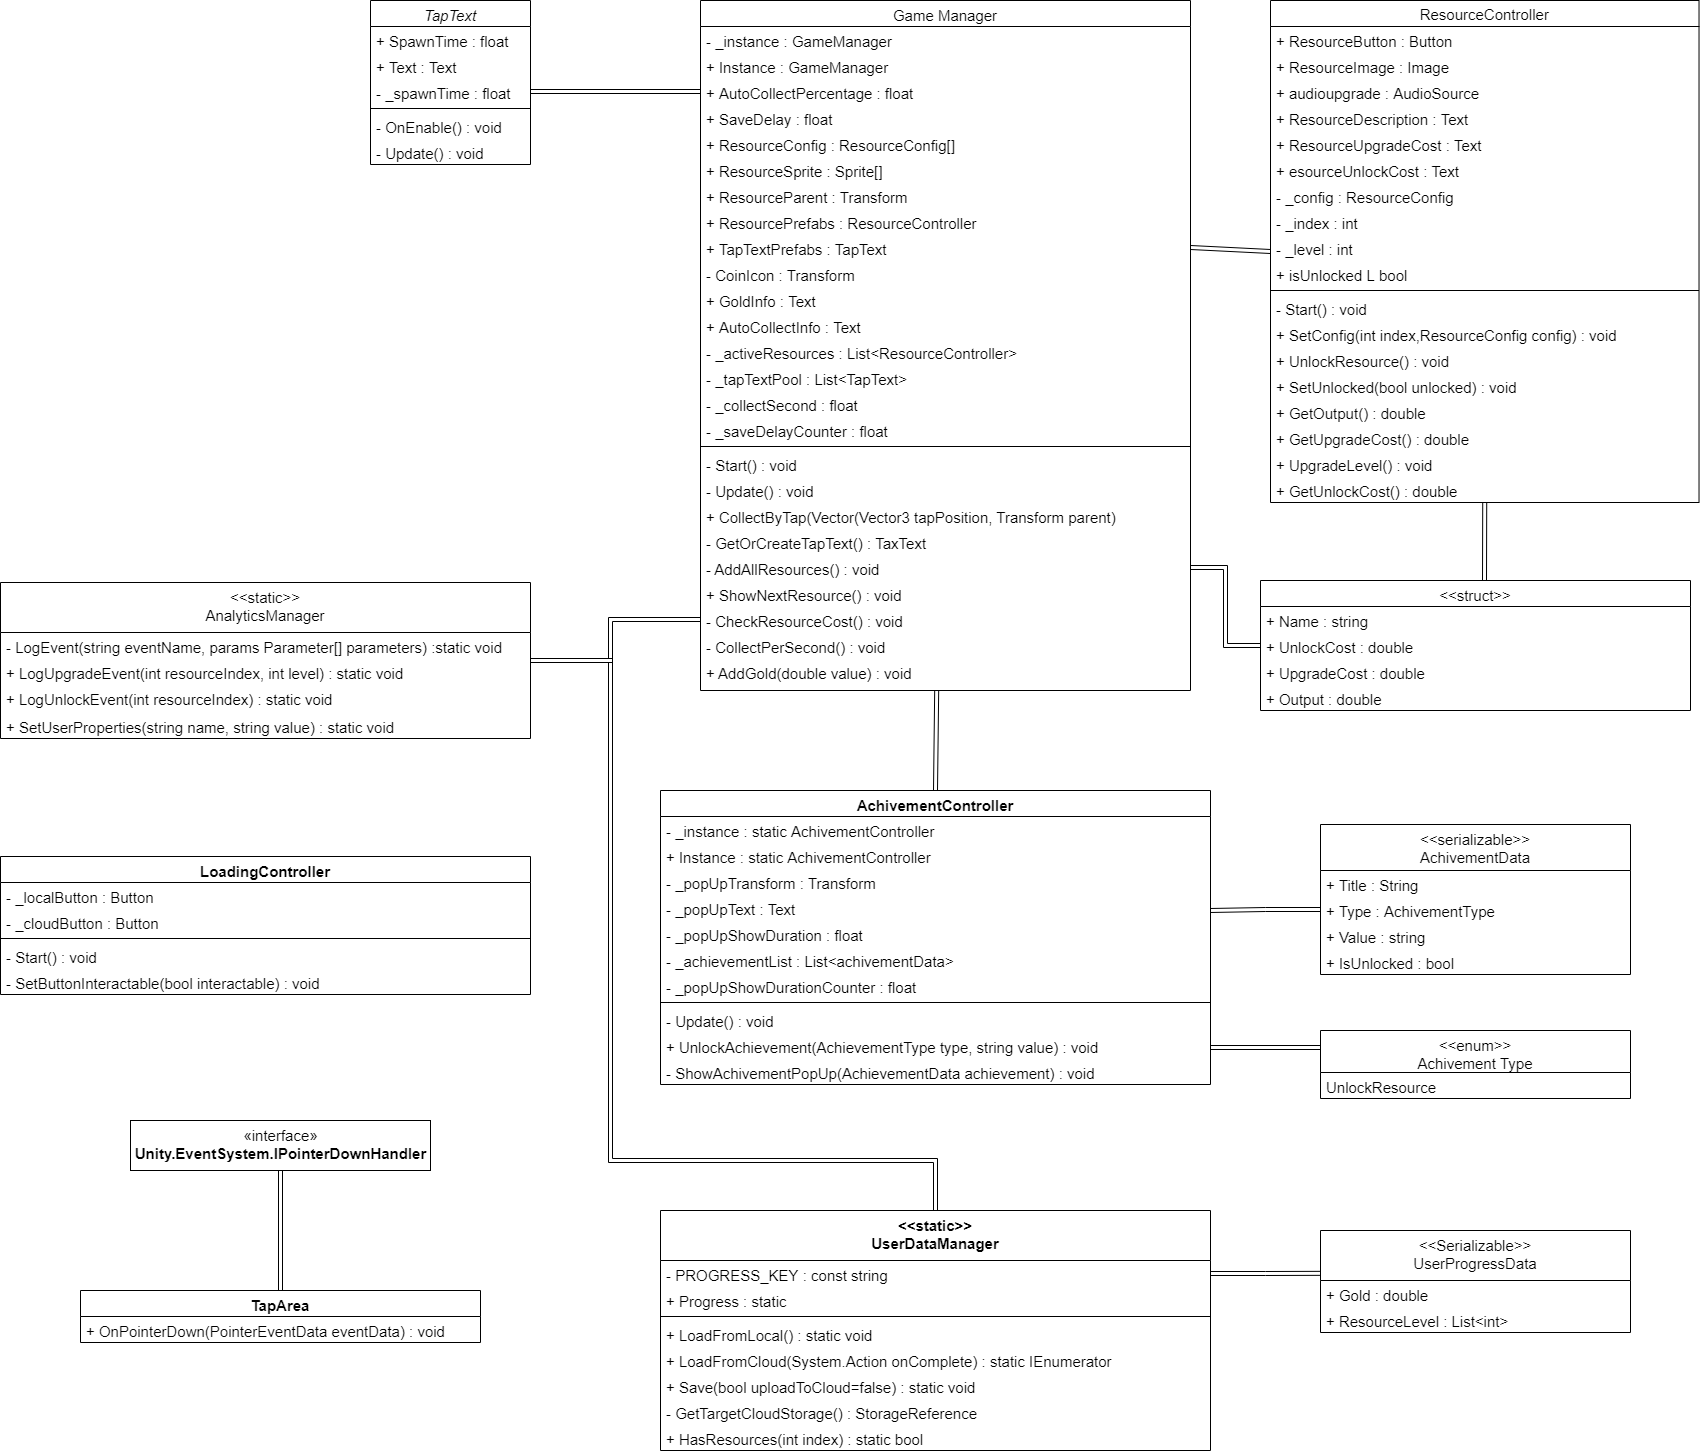 TapText
+ SpawnTime : float
+ Text : Text
- _spawnTime : float
- OnEnable() : void
- Update() : void
Game Manager
- _instance : GameManager
+ Instance : GameManager
+ AutoCollectPercentage : float
+ SaveDelay : float
+ ResourceConfig : ResourceConfig[]
+ ResourceSprite : Sprite[]
+ ResourceParent : Transform
+ ResourcePrefabs : ResourceController
+ TapTextPrefabs : TapText
- CoinIcon : Transform
+ GoldInfo : Text
+ AutoCollectInfo : Text
- _activeResources : List<ResourceController>
- _tapTextPool : List<TapText>
- _collectSecond : float
- _saveDelayCounter : float
- Start() : void
- Update() : void
+ CollectByTap(Vector(Vector3 tapPosition, Transform parent)
- GetOrCreateTapText() : TaxText
- AddAllResources() : void
+ ShowNextResource() : void
- CheckResourceCost() : void
- CollectPerSecond() : void
+ AddGold(double value) : void
ResourceController
+ ResourceButton : Button
+ ResourceImage : Image
+ audioupgrade : AudioSource
+ ResourceDescription : Text
+ ResourceUpgradeCost : Text
+ esourceUnlockCost : Text
- _config : ResourceConfig
- _index : int
- _level : int
+ isUnlocked L bool
- Start() : void
+ SetConfig(int index,ResourceConfig config) : void
+ UnlockResource() : void
+ SetUnlocked(bool unlocked) : void
+ GetOutput() : double
+ GetUpgradeCost() : double
+ UpgradeLevel() : void
+ GetUnlockCost() : double
<<struct>>
+ Name : string
+ UnlockCost : double
+ UpgradeCost : double
+ Output : double
<<static>>
AnalyticsManager
- LogEvent(string eventName, params Parameter[] parameters) :static void
+ LogUpgradeEvent(int resourceIndex, int level) : static void
+ LogUnlockEvent(int resourceIndex) : static void
+ SetUserProperties(string name, string value) : static void
AchivementController
- _instance : static AchivementController
+ Instance : static AchivementController
- _popUpTransform : Transform
- _popUpText : Text
- _popUpShowDuration : float
- _achievementList : List<achivementData>
- _popUpShowDurationCounter : float
- Update() : void
+ UnlockAchievement(AchievementType type, string value) : void
- ShowAchivementPopUp(AchievementData achievement) : void
<<serializable>>
AchivementData
+ Title : String
+ Type : AchivementType
+ Value : string
+ IsUnlocked : bool
<<enum>>
Achivement Type
UnlockResource
LoadingController
- _localButton : Button
- _cloudButton : Button
- Start() : void
- SetButtonInteractable(bool interactable) : void
«interface»
Unity.EventSystem.IPointerDownHandler
TapArea
+ OnPointerDown(PointerEventData eventData) : void
<<static>>
UserDataManager
- PROGRESS_KEY : const string
+ Progress : static
+ LoadFromLocal() : static void
+ LoadFromCloud(System.Action onComplete) : static IEnumerator
+ Save(bool uploadToCloud=false) : static void
- GetTargetCloudStorage() : StorageReference
+ HasResources(int index) : static bool
<<Serializable>>
UserProgressData
+ Gold : double
+ ResourceLevel : List<int>